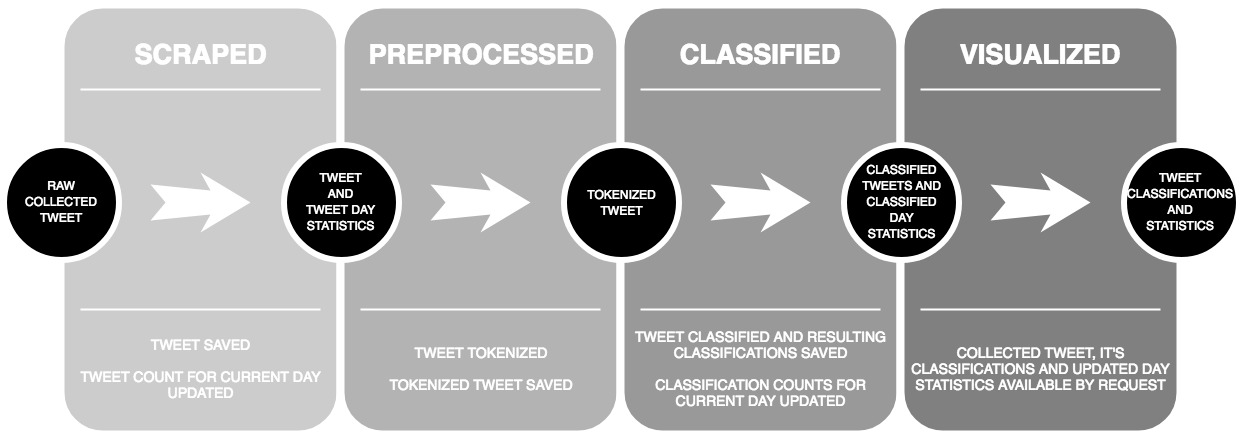 SCRAPED
PREPROCESSED
CLASSIFIED
VISUALIZED
RAW
COLLECTED
TWEET
TWEET
AND
TWEET DAY
STATISTICS
TOKENIZED
TWEET
CLASSIFIED
TWEETS AND
CLASSIFIED
DAY
STATISTICS
TWEET
CLASSIFICATIONS
AND
STATISTICS
TWEET SAVED
TWEET COUNT FOR CURRENT DAY
UPDATED
TWEET TOKENIZED
TOKENIZED TWEET SAVED
TWEET CLASSIFIED AND RESULTING
CLASSIFICATIONS SAVED
CLASSIFICATION COUNTS FOR
CURRENT DAY UPDATED
COLLECTED TWEET, IT'S
CLASSIFICATIONS AND UPDATED DAY
STATISTICS AVAILABLE BY REQUEST